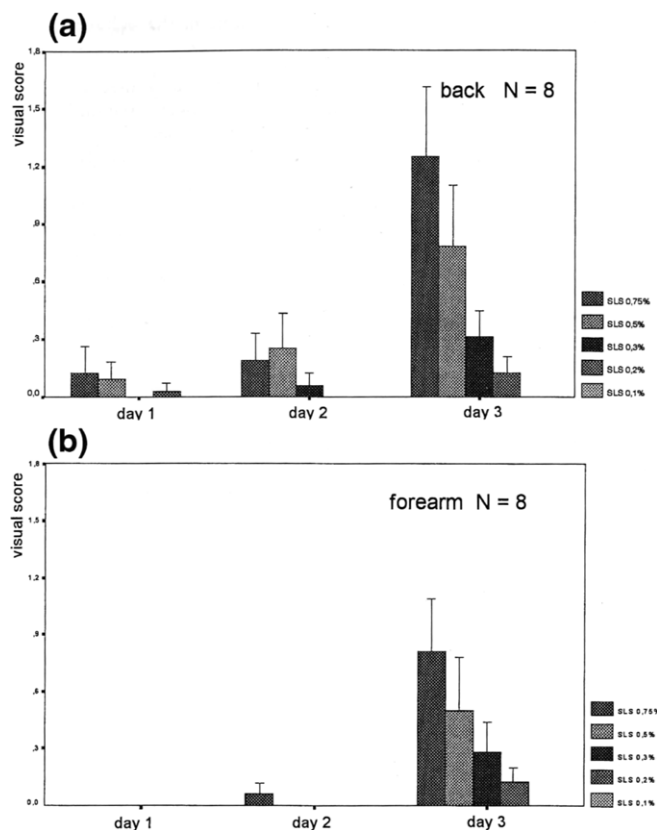 (a)
visual score
1,8
1,5
1,2
,9
,6
,3
0,0
back N = 8
day 1
day 2
day 3
SLS 0,75%
SLS 0,5%
SLS 0,3%
SLS 0,2%
SLS 0,1%
(b)
visual score
1,8
1,5
1,2
,9
,6
,3
0,0
forearm N = 8
day 1
day 2
day 3
SLS 0,75%
SLS 0,5%
SLS 0,3%
SLS 0,2%
SLS 0,1%